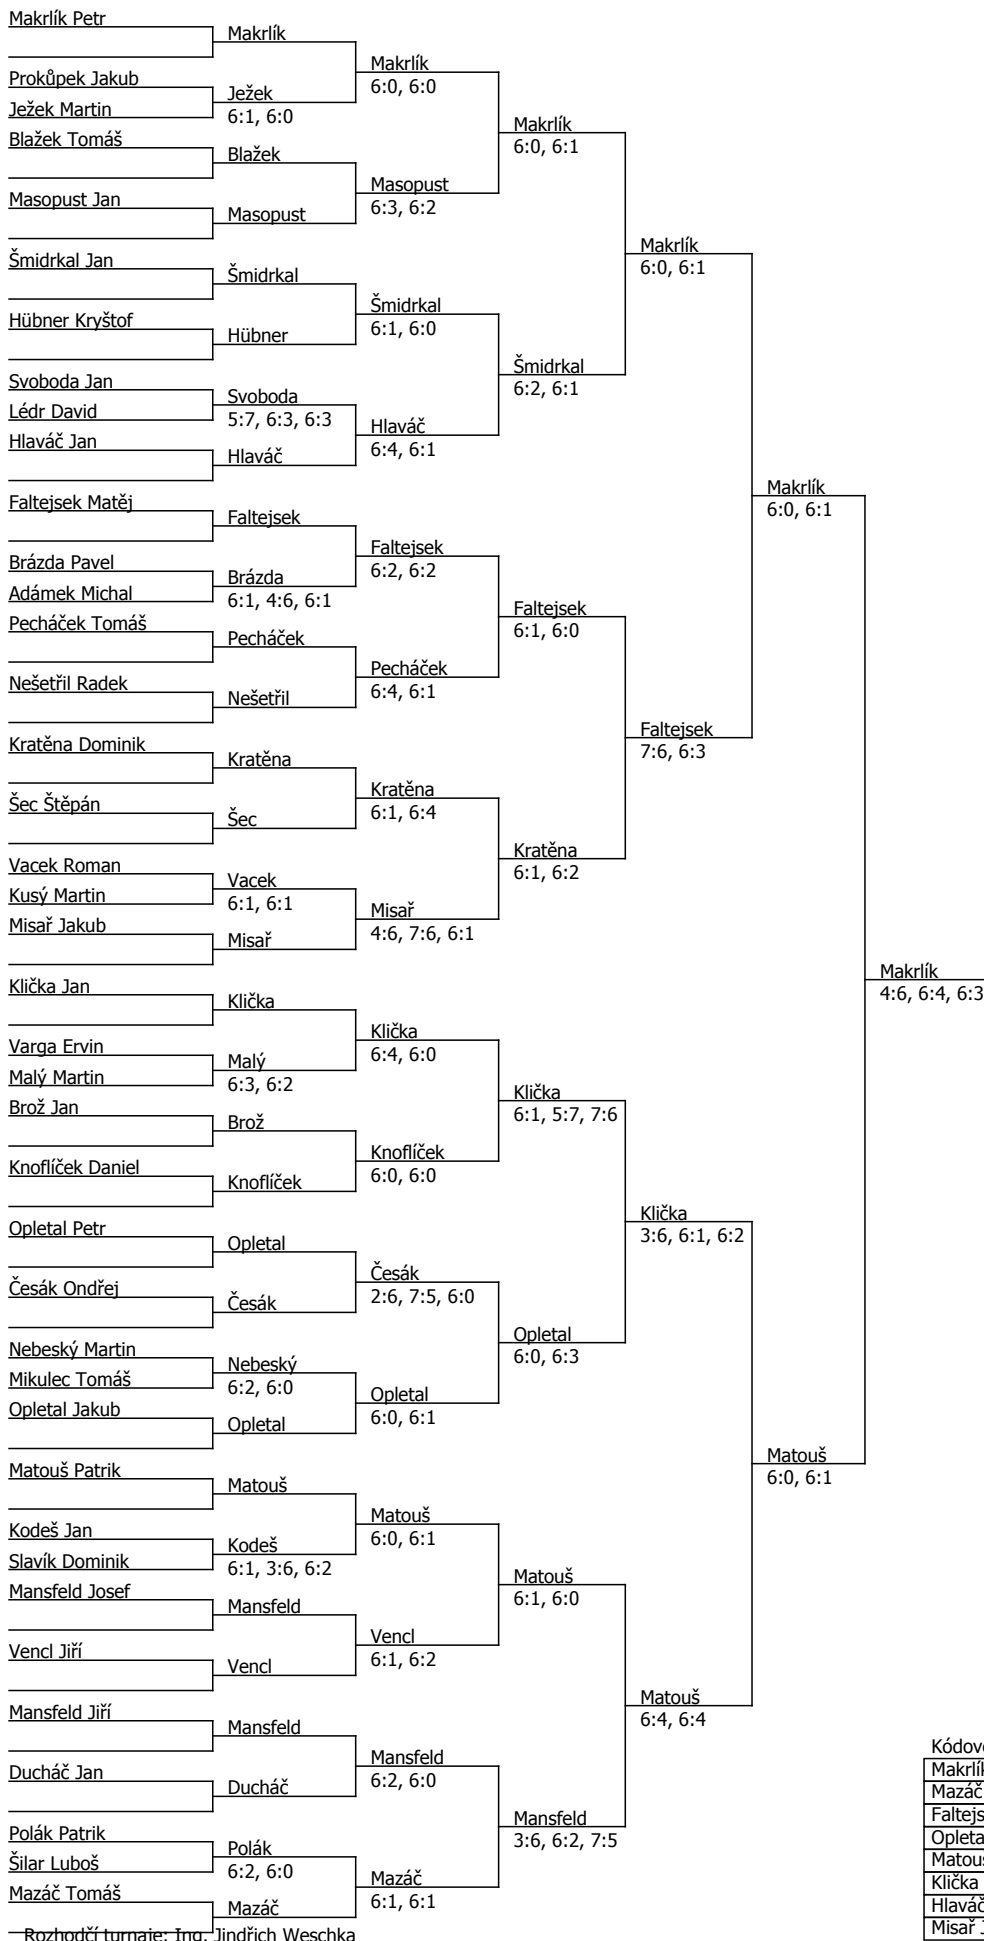 Makrlík Petr
Makrlík
Makrlík
6:0, 6:0
Prokůpek Jakub
Ježek
6:1, 6:0
Ježek Martin
Makrlík
6:0, 6:1
Blažek Tomáš
Blažek
Masopust
6:3, 6:2
Masopust Jan
Masopust
Makrlík
6:0, 6:1
Šmidrkal Jan
Šmidrkal
Šmidrkal
6:1, 6:0
Hübner Kryštof
Hübner
Šmidrkal
6:2, 6:1
Svoboda Jan
Svoboda
5:7, 6:3, 6:3
Lédr David
Hlaváč
6:4, 6:1
Hlaváč Jan
Hlaváč
Makrlík
6:0, 6:1
Faltejsek Matěj
Faltejsek
Faltejsek
6:2, 6:2
Brázda Pavel
Brázda
6:1, 4:6, 6:1
Adámek Michal
Faltejsek
6:1, 6:0
Pecháček Tomáš
Pecháček
Pecháček
6:4, 6:1
Nešetřil Radek
Nešetřil
Faltejsek
7:6, 6:3
Kratěna Dominik
Kratěna
Kratěna
6:1, 6:4
Šec Štěpán
Šec
Kratěna
6:1, 6:2
Vacek Roman
Vacek
6:1, 6:1
Kusý Martin
Misař
4:6, 7:6, 6:1
Misař Jakub
Misař
Makrlík
4:6, 6:4, 6:3
Klička Jan
Klička
Klička
6:4, 6:0
Varga Ervin
Malý
6:3, 6:2
Malý Martin
Klička
6:1, 5:7, 7:6
Brož Jan
Brož
Knoflíček
6:0, 6:0
Knoflíček Daniel
Knoflíček
Klička
3:6, 6:1, 6:2
Opletal Petr
Opletal
Česák
2:6, 7:5, 6:0
Česák Ondřej
Česák
Opletal
6:0, 6:3
Nebeský Martin
Nebeský
6:2, 6:0
Mikulec Tomáš
Opletal
6:0, 6:1
Opletal Jakub
Opletal
Matouš
6:0, 6:1
Matouš Patrik
Matouš
Matouš
6:0, 6:1
Kodeš Jan
Kodeš
6:1, 3:6, 6:2
Slavík Dominik
Matouš
6:1, 6:0
Mansfeld Josef
Mansfeld
Vencl
6:1, 6:2
Vencl Jiří
Vencl
Matouš
6:4, 6:4
Mansfeld Jiří
Mansfeld
Mansfeld
6:2, 6:0
Ducháč Jan
Ducháč
Mansfeld
3:6, 6:2, 7:5
Polák Patrik
Polák
6:2, 6:0
Šilar Luboš
Mazáč
6:1, 6:1
Mazáč Tomáš
Mazáč
Rozhodčí turnaje: Ing. Jindřich Weschka
Mazáč
Klička
Hlaváč
Misař